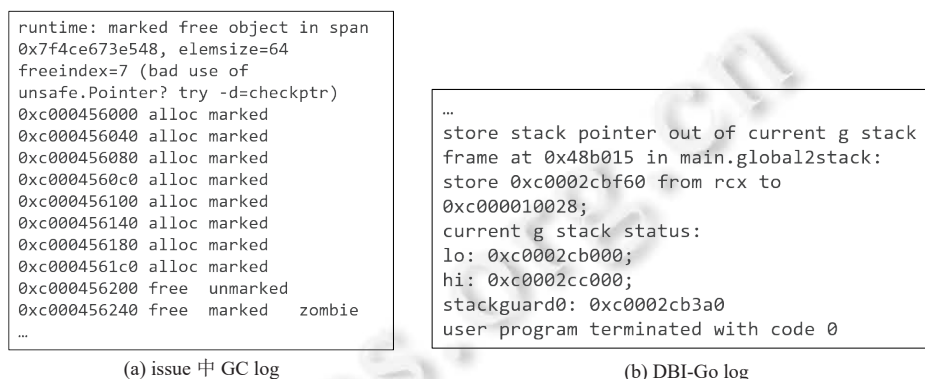 runtime: marked free object in span
0x7f4ce673e548, elemsize=64
freeindex=7 (bad use of
unsafe.Pointer? try -d=checkptr)
0xc000456000 alloc marked
0xc000456040 alloc marked
0xc000456080 alloc marked
0xc0004560c0 alloc marked
0xc000456100 alloc marked
0xc000456140 alloc marked
0xc000456180 alloc marked
0xc0004561c0 alloc marked
0xc000456200 free unmarked
0xc000456240 free marked zombie
…
(a) issue 中 GC log
…
store stack pointer out of current g stack
frame at 0x48b015 in main.global2stack:
store 0xc0002cbf60 from rcx to
0xc000010028;
current g stack status:
lo: 0xc0002cb000;
hi: 0xc0002cc000;
stackguard0: 0xc0002cb3a0
user program terminated with code 0
(b) DBI-Go log